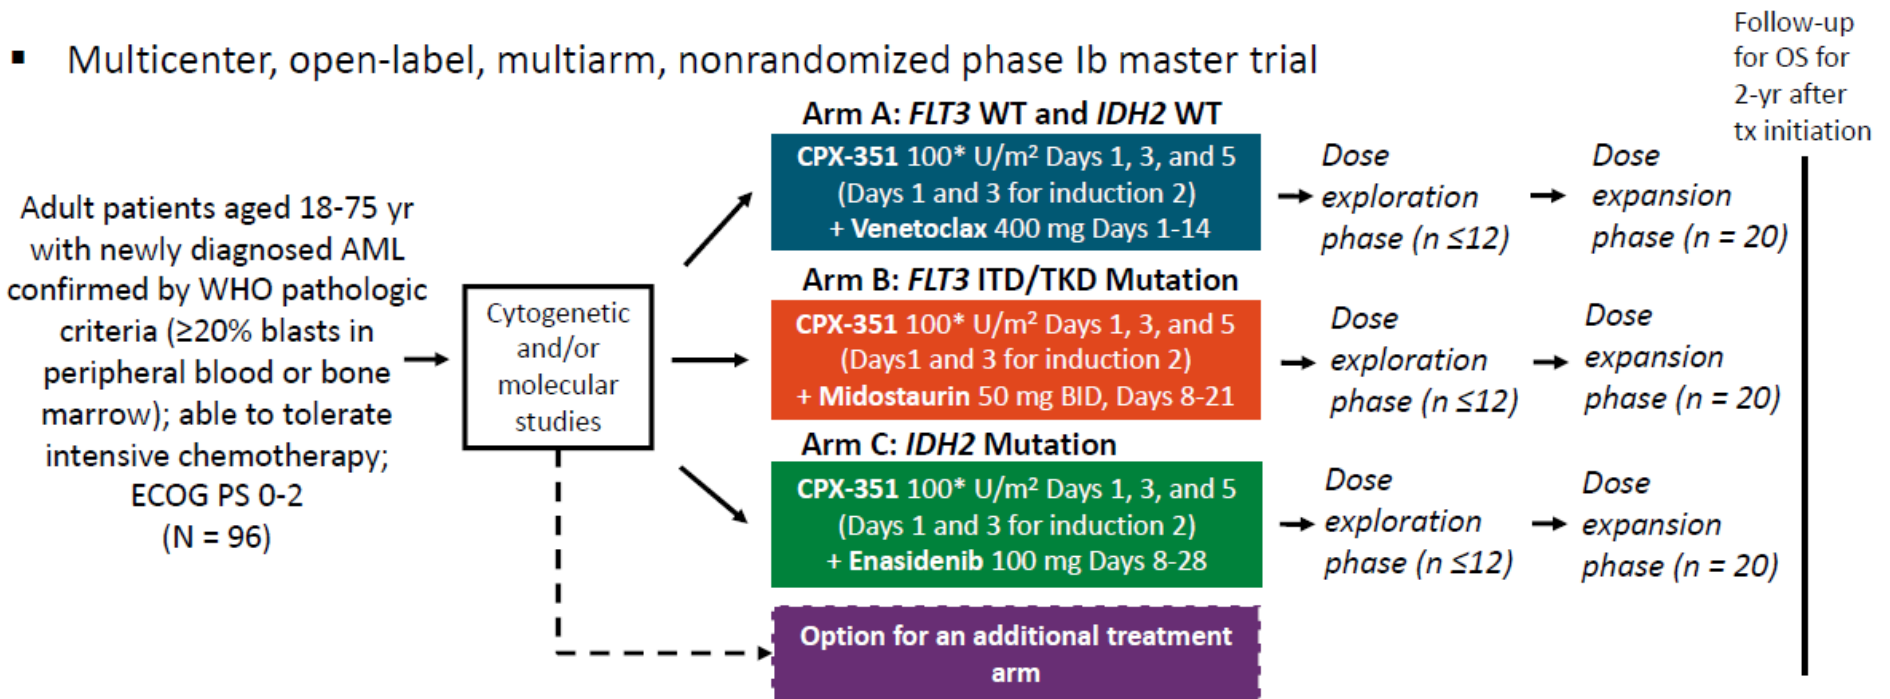 ▪ Multicenter, open-label, multiarm, nonrandomized phase Ib master trial
Follow-up
for OS for
2-yr after
tx initiation
Adult patients aged 18-75 yr
with newly diagnosed AML
confirmed by WHO pathologic
criteria (≥20% blasts in
peripheral blood or bone
marrow); able to tolerate
intensive chemotherapy;
ECOG PS 0-2
(N = 96)
Cytogenetic
and/or
molecular
studies
Arm A: FLT3 WT and IDH2 WT
CPX-351 100* U/m² Days 1, 3, and 5
(Days 1 and 3 for induction 2)
+ Venetoclax 400 mg Days 1-14
Dose
exploration
phase (n ≤12)
Dose
expansion
phase (n = 20)
Arm B: FLT3 ITD/TKD Mutation
CPX-351 100* U/m² Days 1, 3, and 5
(Days1 and 3 for induction 2)
+ Midostaurin 50 mg BID, Days 8-21
Dose
exploration
phase (n ≤12)
Dose
expansion
phase (n = 20)
Arm C: IDH2 Mutation
CPX-351 100* U/m² Days 1, 3, and 5
(Days 1 and 3 for induction 2)
+ Enasidenib 100 mg Days 8-28
Dose
exploration
phase (n ≤12)
Dose
expansion
phase (n = 20)
Option for an additional treatment
arm